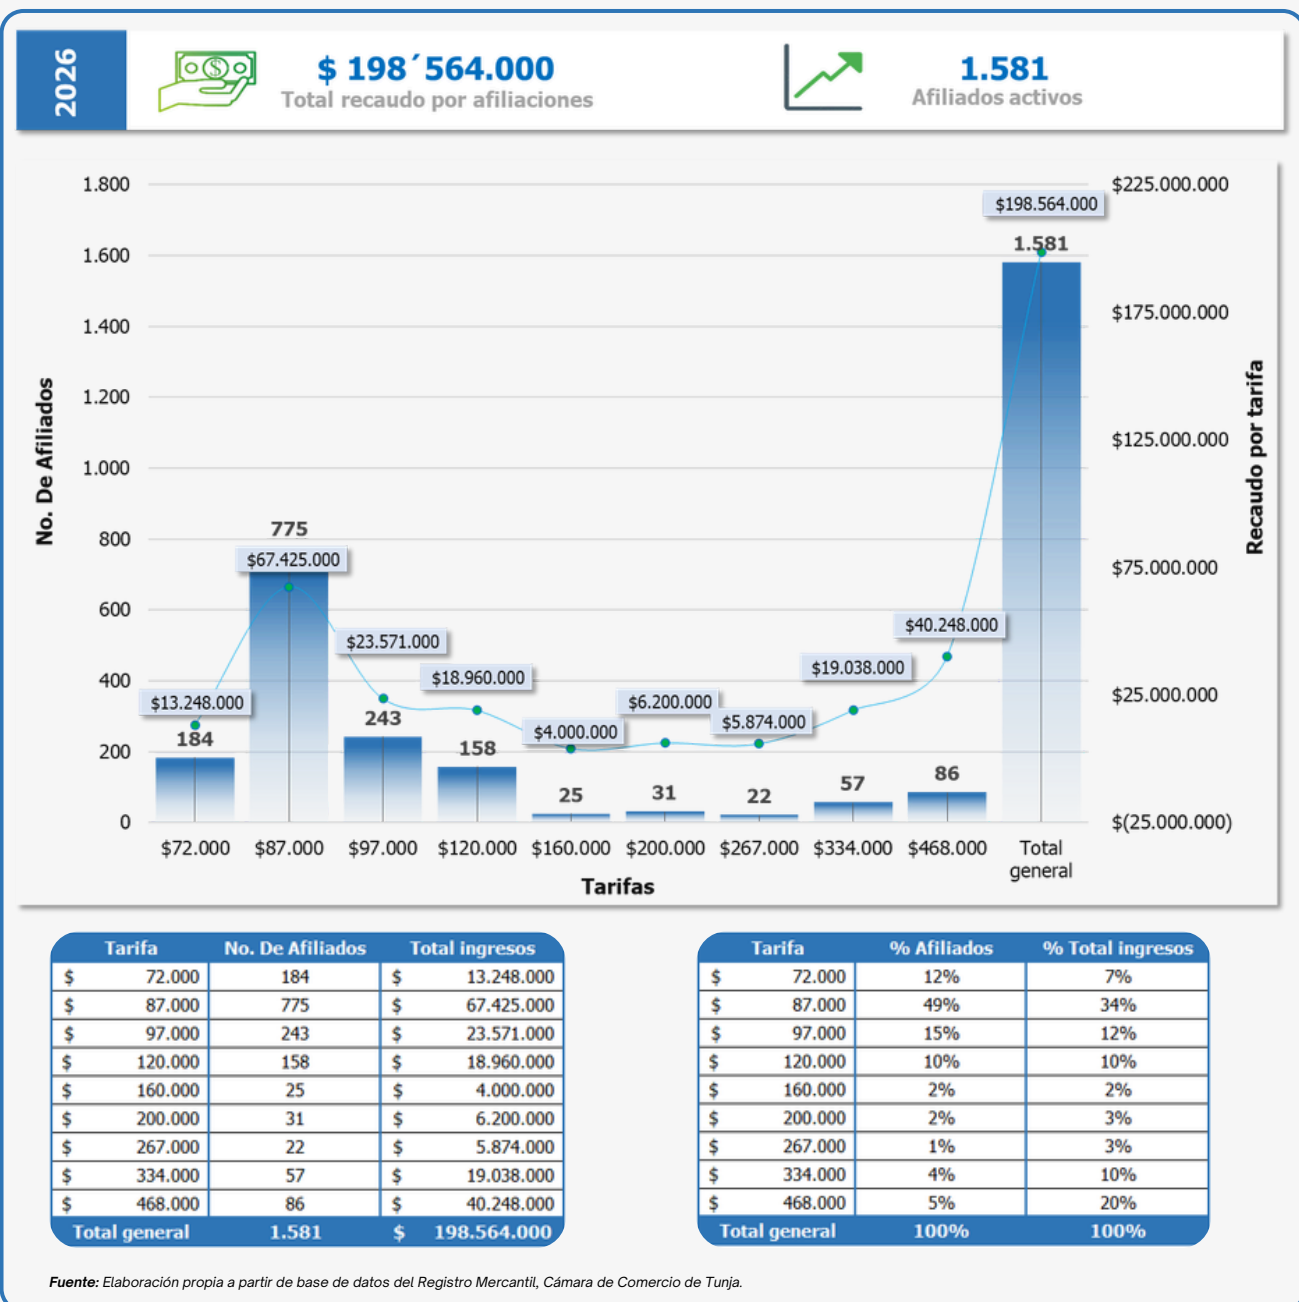 2026
$ 198´564.000
Total recaudo por afiliaciones
1.581
Afiliados activos
No. De Afiliados
1.800
1.600
1.400
1.200
1.000
800
600
400
200
0
$225.000.000
$175.000.000
$125.000.000
$75.000.000
$25.000.000
$(25.000.000)
Recaudo por tarifa
$13.248.000
184
775
$67.425.000
$23.571.000
243
$18.960.000
158
$4.000.000
25
$6.200.000
31
$5.874.000
22
$19.038.000
57
$40.248.000
86
$198.564.000
1.581
$72.000 $87.000 $97.000 $120.000 $160.000 $200.000 $267.000 $334.000 $468.000 Total general
Tarifas
Tarifa No. De Afiliados Total ingresos
$ 72.000 184 $ 13.248.000
$ 87.000 775 $ 67.425.000
$ 97.000 243 $ 23.571.000
$ 120.000 158 $ 18.960.000
$ 160.000 25 $ 4.000.000
$ 200.000 31 $ 6.200.000
$ 267.000 22 $ 5.874.000
$ 334.000 57 $ 19.038.000
$ 468.000 86 $ 40.248.000
Total general 1.581 $ 198.564.000
Tarifa % Afiliados % Total ingresos
$ 72.000 12% 7%
$ 87.000 49% 34%
$ 97.000 15% 12%
$ 120.000 10% 10%
$ 160.000 2% 2%
$ 200.000 2% 3%
$ 267.000 1% 3%
$ 334.000 4% 10%
$ 468.000 5% 20%
Total general 100% 100%
Fuente: Elaboración propia a partir de base de datos del Registro Mercantil, Cámara de Comercio de Tunja.